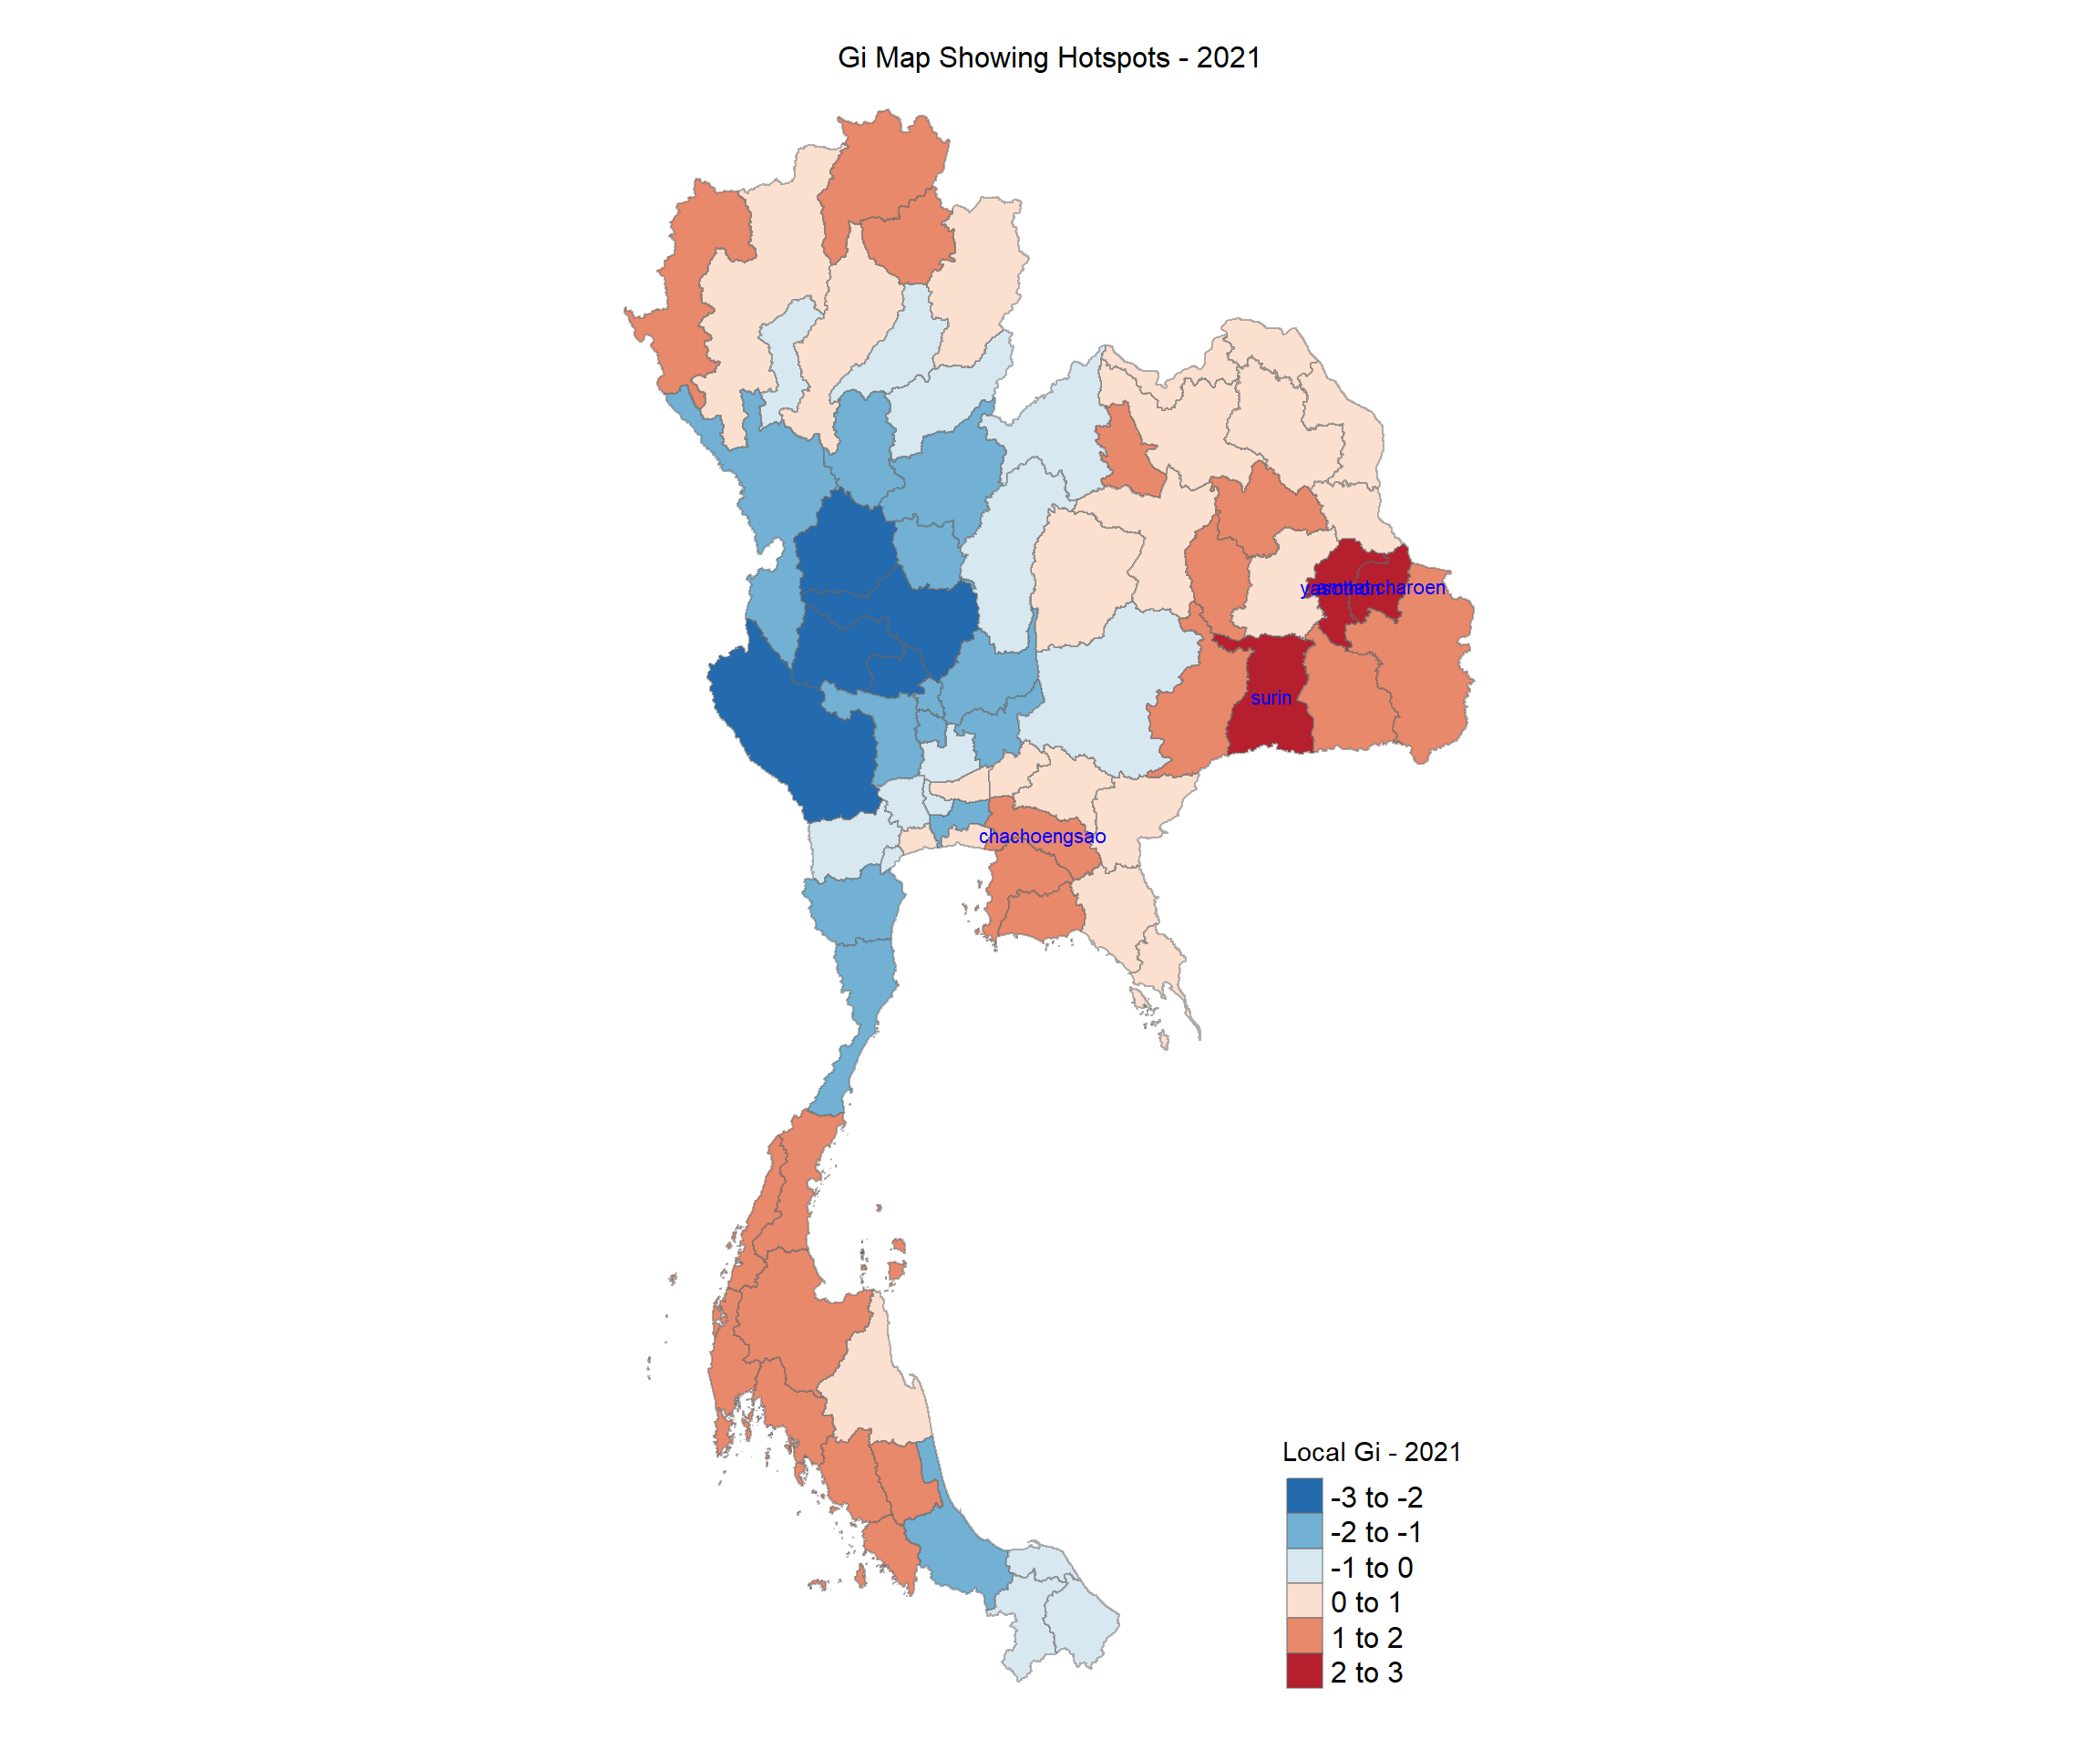 Gi Map Showing Hotspots - 2021
yasothon
amnat charoen
surin
chachoengsao
Local Gi - 2021
-3 to -2
-2 to -1
-1 to 0
0 to 1
1 to 2
2 to 3